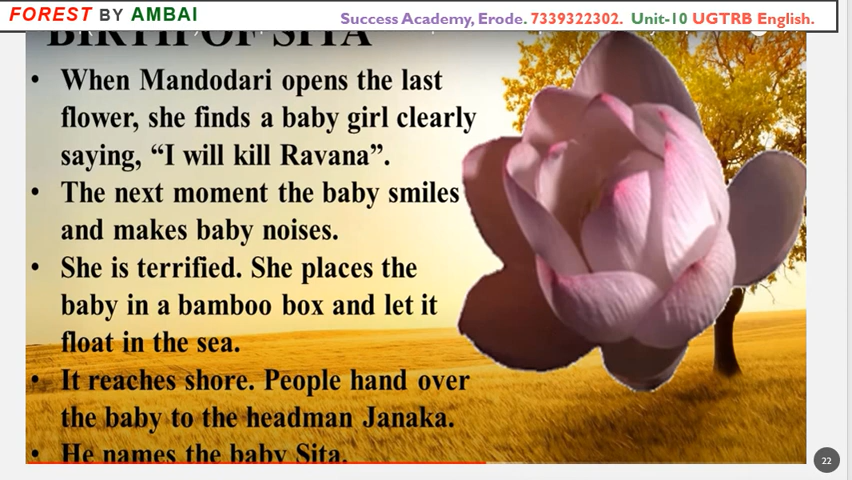 FOREST BY AMBAI
Success Academy, Erode. 7339322302. Unit-10 UGTRB English.
BIRTH OF SITA
• When Mandodari opens the last
flower, she finds a baby girl clearly
saying, “I will kill Ravana”.
• The next moment the baby smiles
and makes baby noises.
• She is terrified. She places the
baby in a bamboo box and let it
float in the sea.
• It reaches shore. People hand over
the baby to the headman Janaka.
• He names the baby Sita.
22